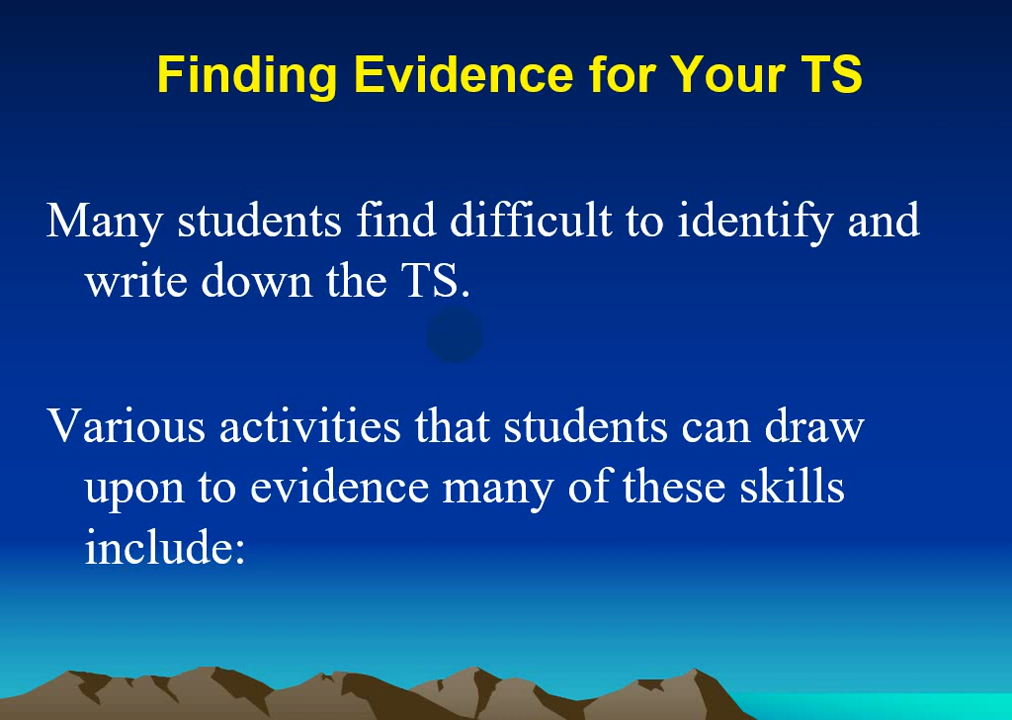 Finding Evidence for Your TS
Many students find difficult to identify and
write down the TS.
Various activities that students can draw
upon to evidence many of these skills
include: